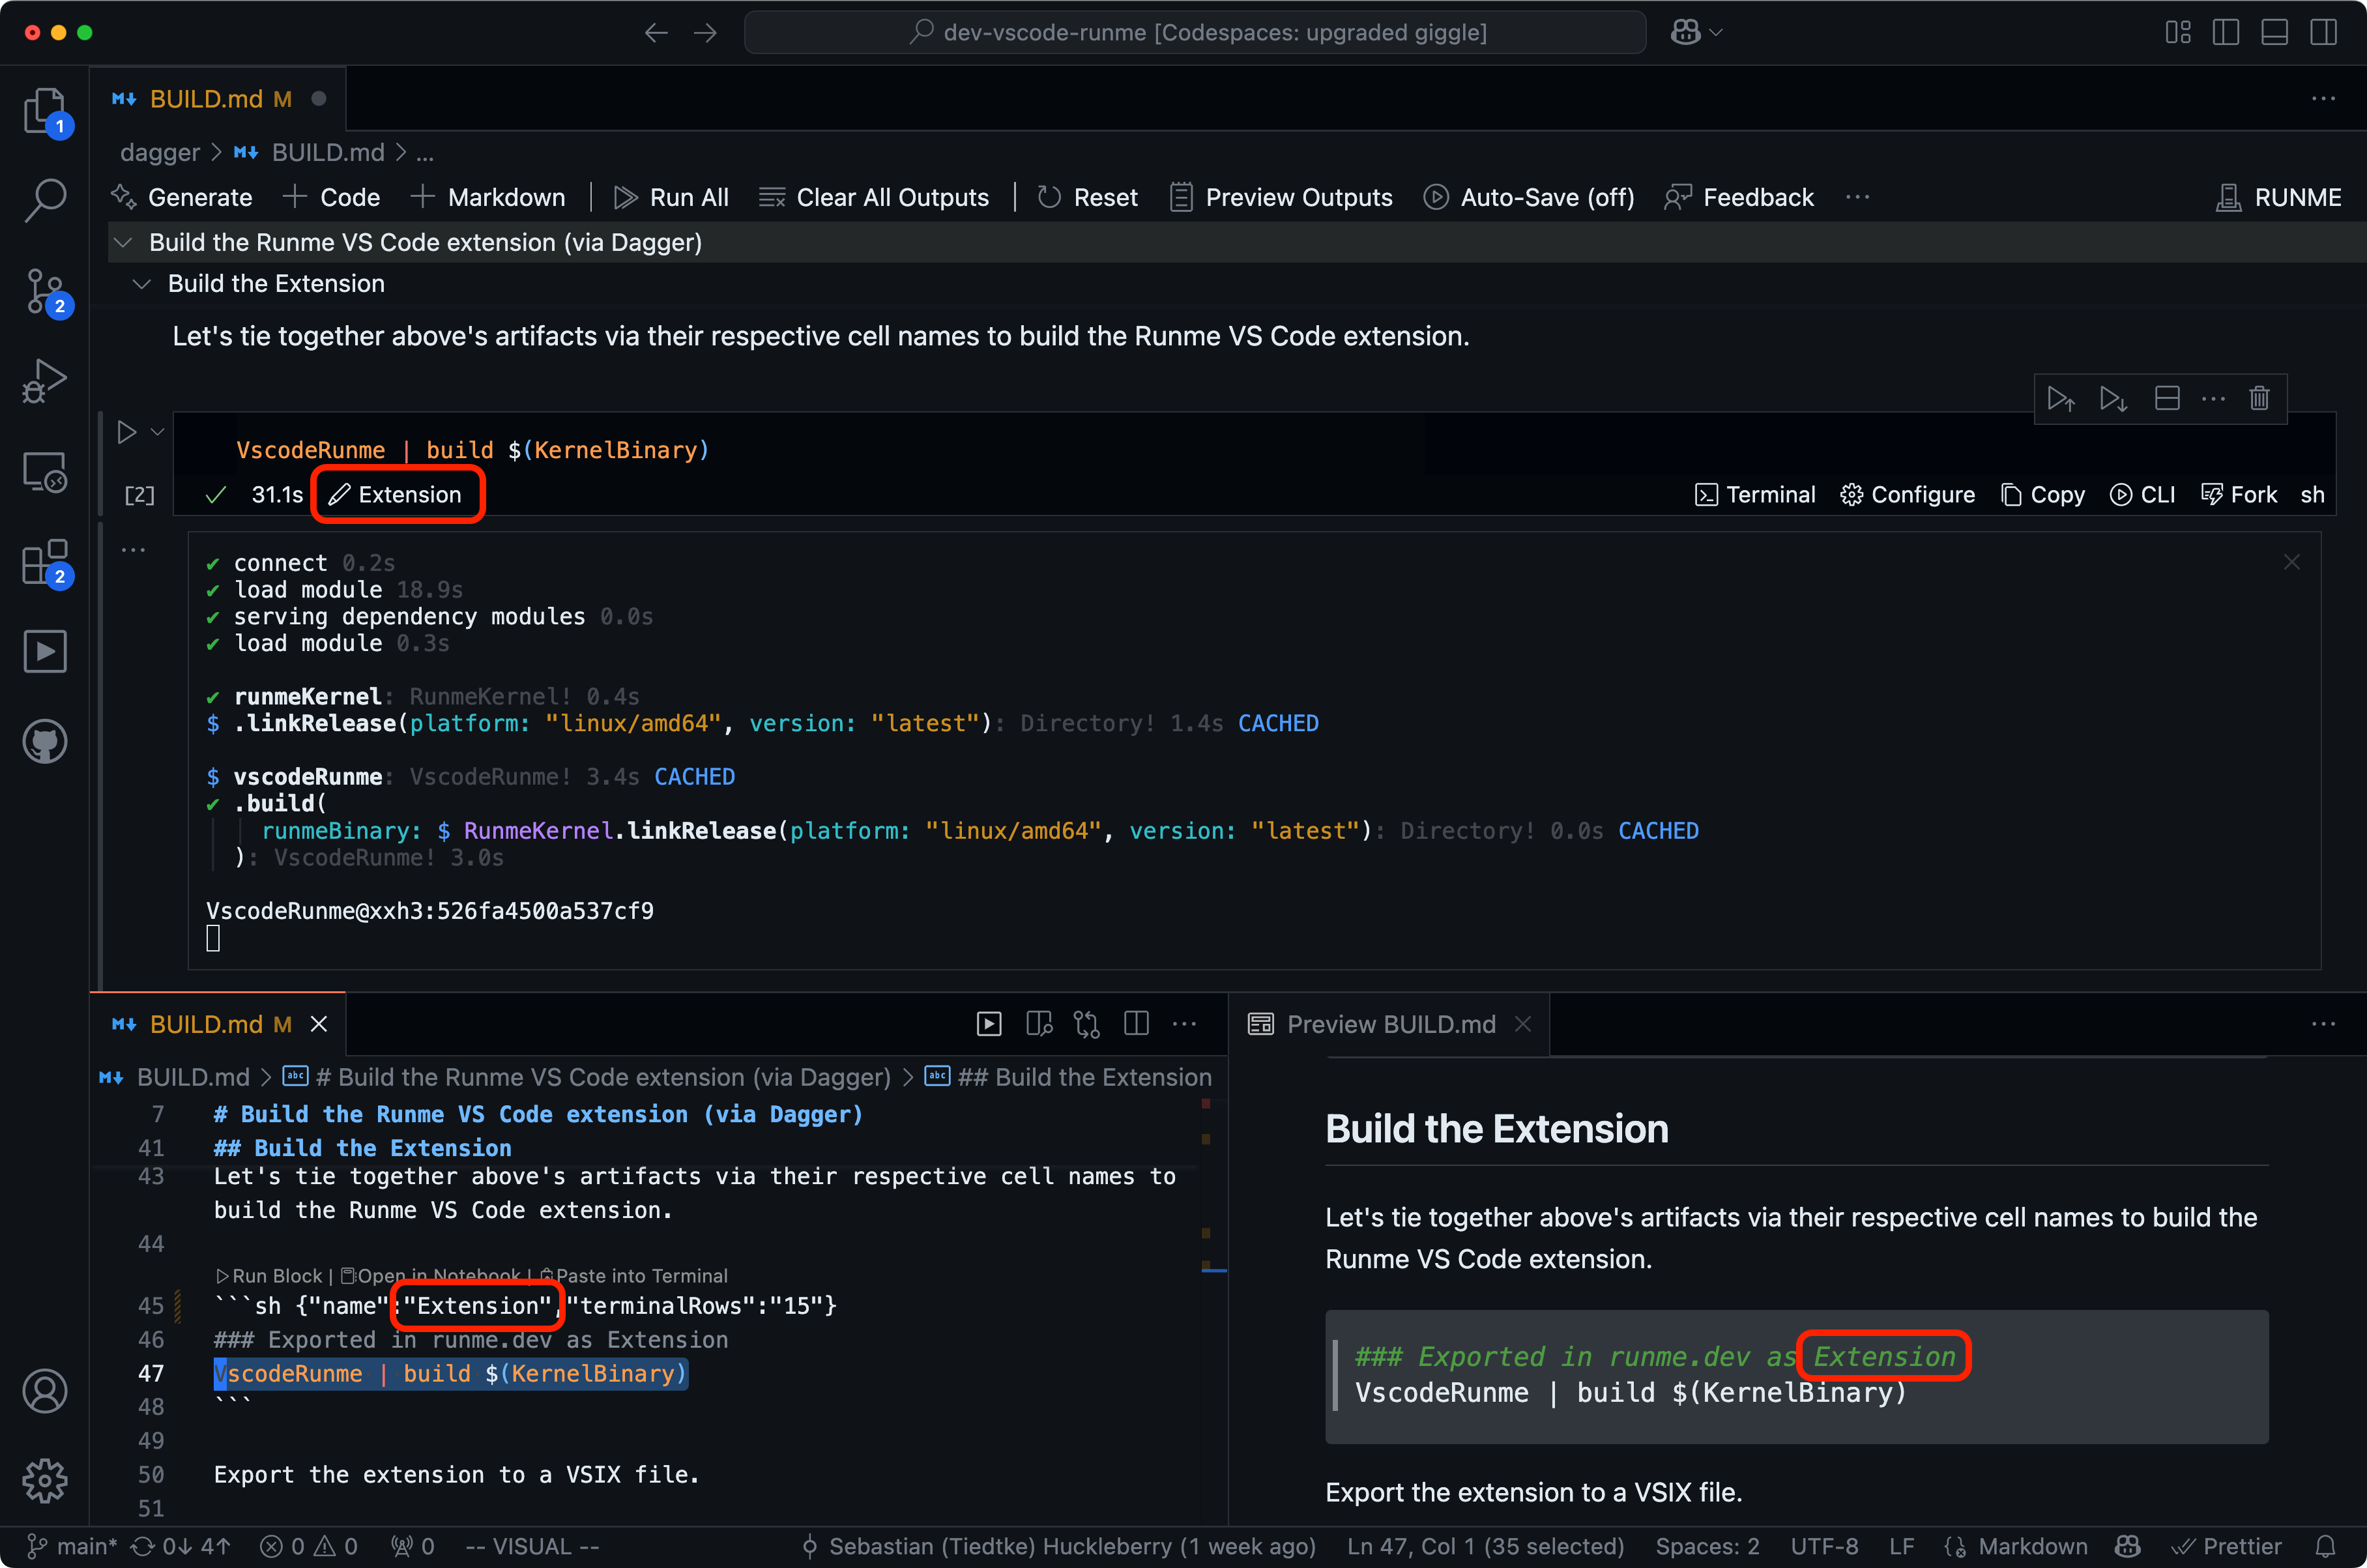 dev-vscode-runme [Codespaces: upgraded giggle]
BUILD.md M
1
dagger > BUILD.md > ...
Generate + Code + Markdown | Run All Clear All Outputs | Reset Preview Outputs Auto-Save (off) Feedback ... RUNME
Build the Runme VS Code extension (via Dagger)
Build the Extension
2
Let's tie together above's artifacts via their respective cell names to build the Runme VS Code extension.
VscodeRunme | build $(KernelBinary)
[2] ✓ 31.1s Extension Terminal Configure Copy CLI Fork sh
✔ connect 0.2s
✔ load module 18.9s
2
✔ serving dependency modules 0.0s
✔ load module 0.3s
✔ runmeKernel: RunmeKernel! 0.4s
$ .linkRelease(platform: "linux/amd64", version: "latest"): Directory! 1.4s CACHED
$ vscodeRunme: VscodeRunme! 3.4s CACHED
✔ .build(
runmeBinary: $ RunmeKernel.linkRelease(platform: "linux/amd64", version: "latest"): Directory! 0.0s CACHED
): VscodeRunme! 3.0s
VscodeRunme@xxh3:526fa4500a537cf9
BUILD.md M
BUILD.md > # Build the Runme VS Code extension (via Dagger) > ## Build the Extension
7 # Build the Runme VS Code extension (via Dagger)
41 ## Build the Extension
43 Let's tie together above's artifacts via their respective cell names to
build the Runme VS Code extension.
44
Run Block | Open in Notebook | Paste into Terminal
45 ```sh {"name":"Extension","terminalRows":"15"}
46 ### Exported in runme.dev as Extension
47 VscodeRunme | build $(KernelBinary)
48 ```
49
50 Export the extension to a VSIX file.
51
Preview BUILD.md
Build the Extension
Let's tie together above's artifacts via their respective cell names to build the
Runme VS Code extension.
### Exported in runme.dev as Extension
VscodeRunme | build $(KernelBinary)
Export the extension to a VSIX file.
main* 0↓ 4↑ 0 0 0 -- VISUAL -- Sebastian (Tiedtke) Huckleberry (1 week ago) Ln 47, Col 1 (35 selected) Spaces: 2 UTF-8 LF Markdown Prettier